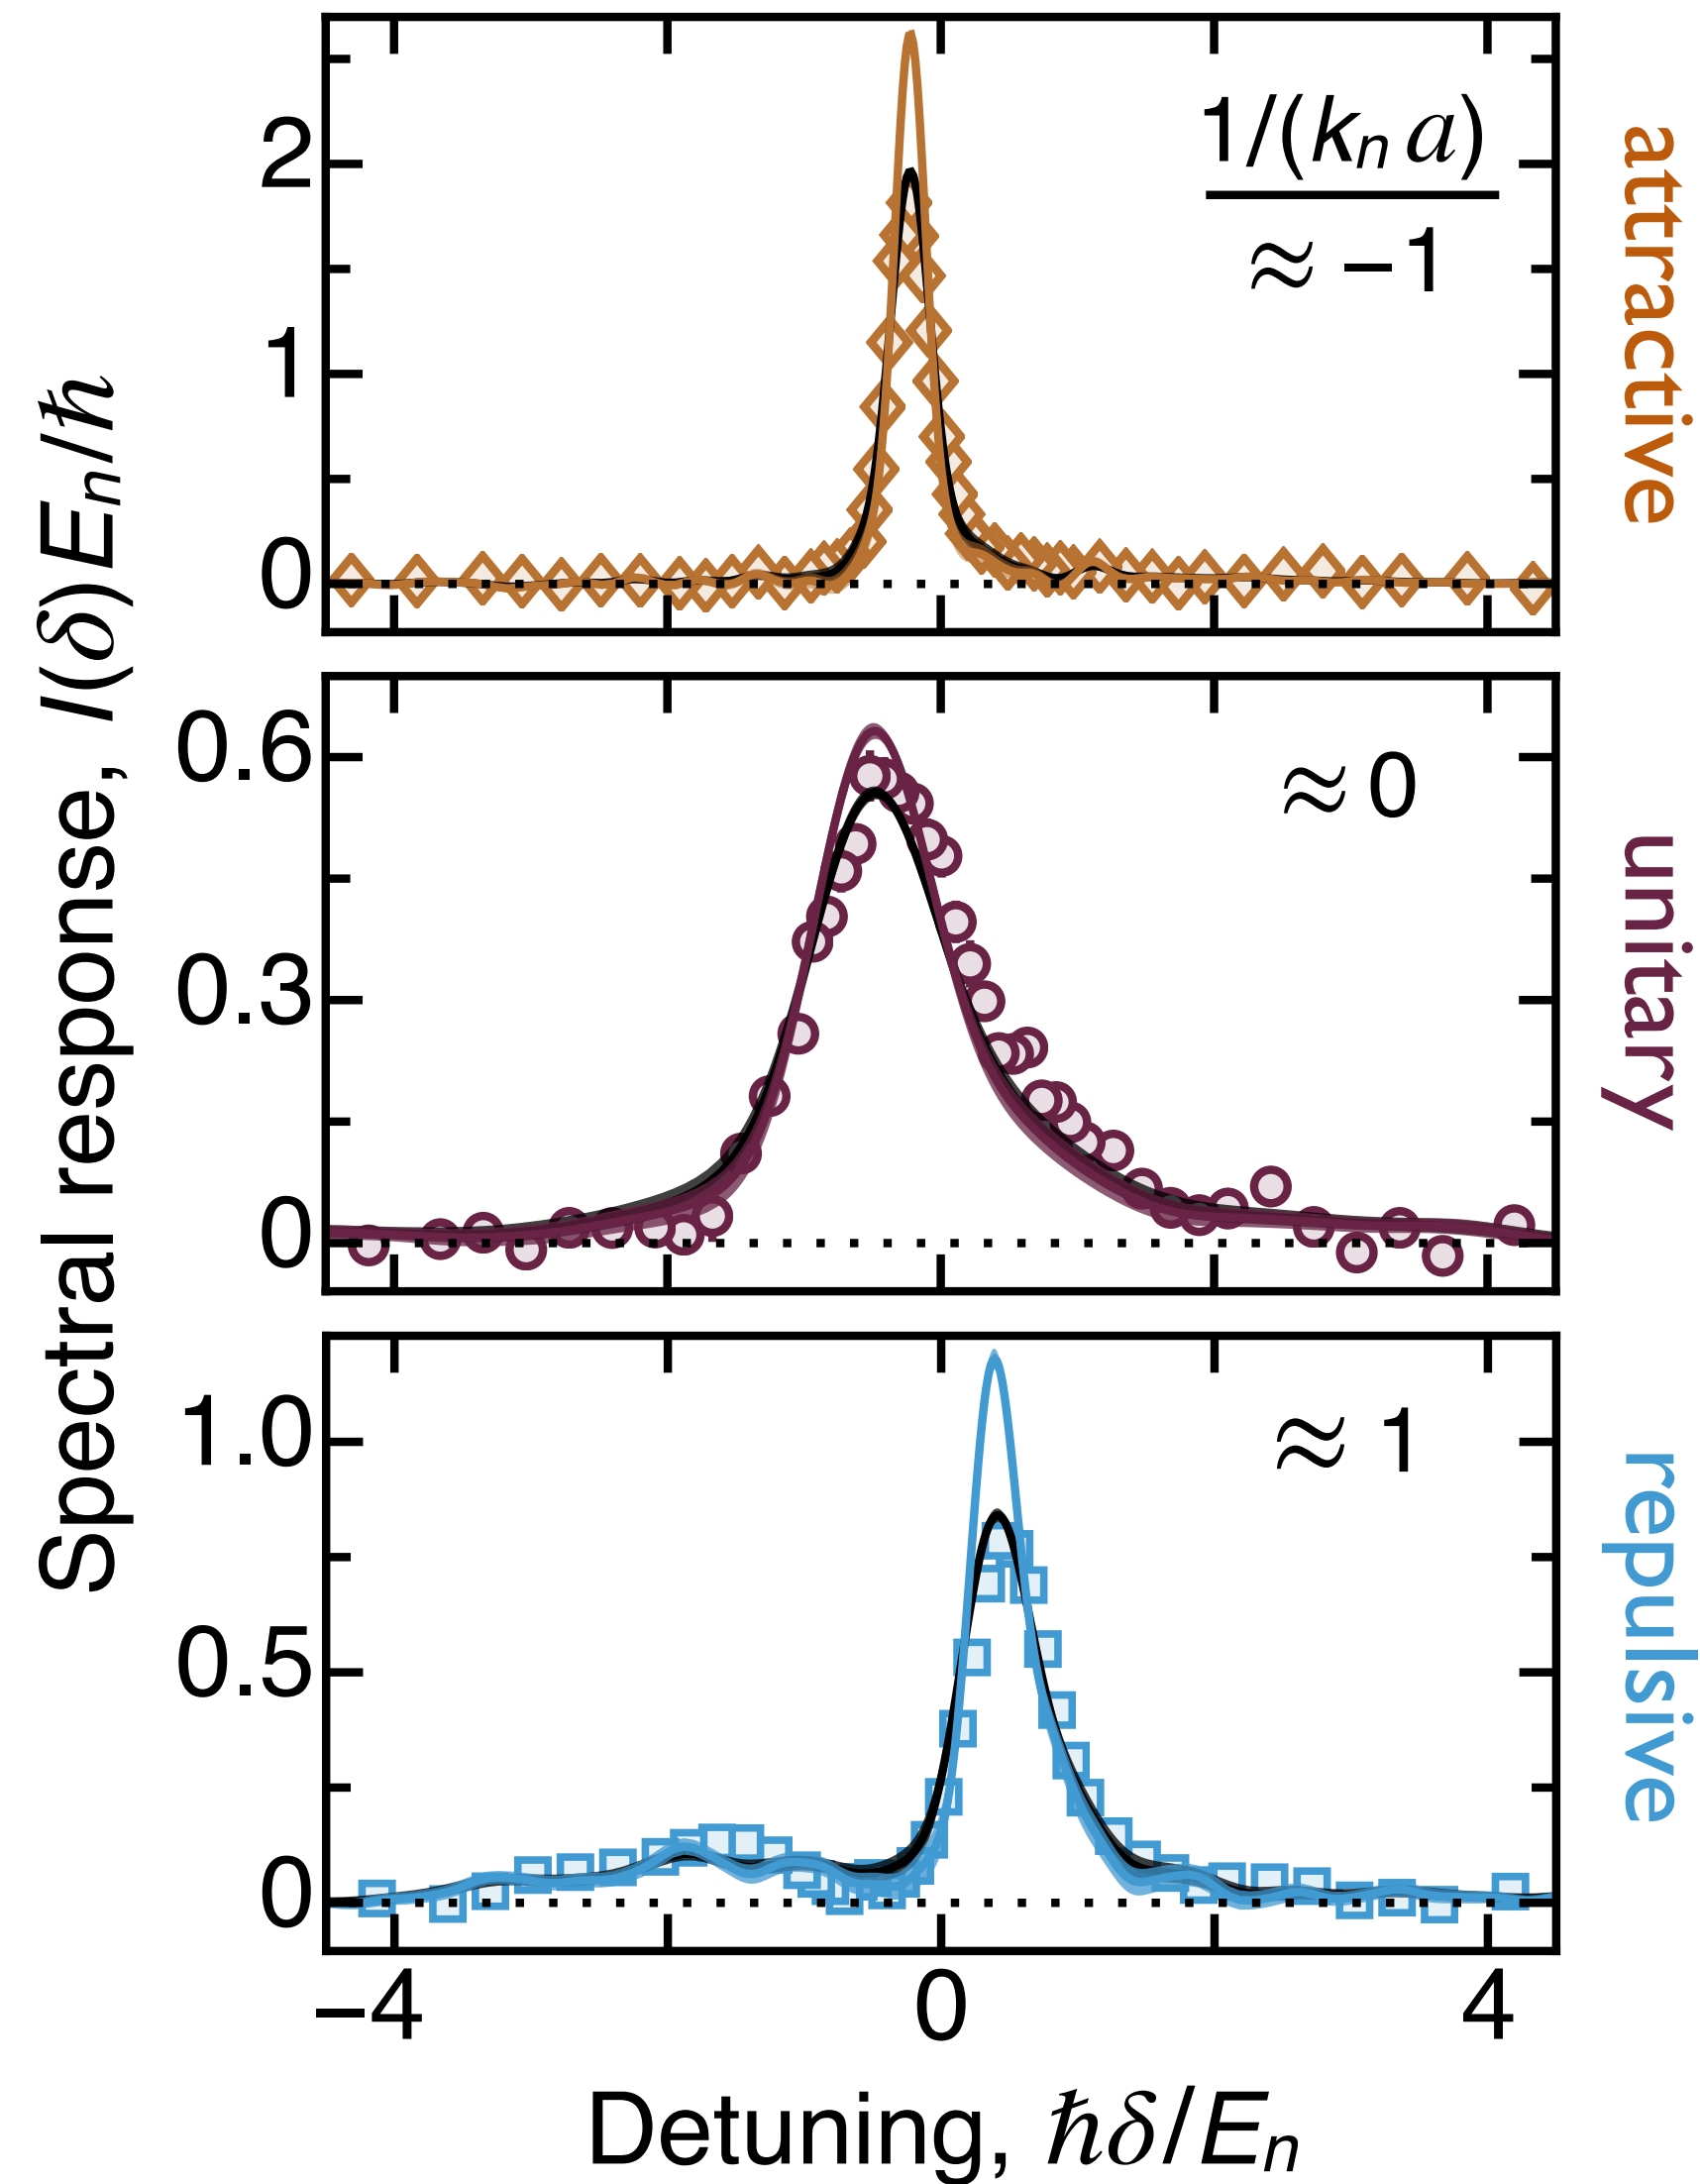 Spectral response, I(δ) Eₙ/ħ
2
1
0
1/(kₙ a)
≈ −1
attractive
0.6
0.3
0
≈ 0
unitary
1.0
0.5
0
≈ 1
repulsive
−4 0 4
Detuning, ħδ/Eₙ